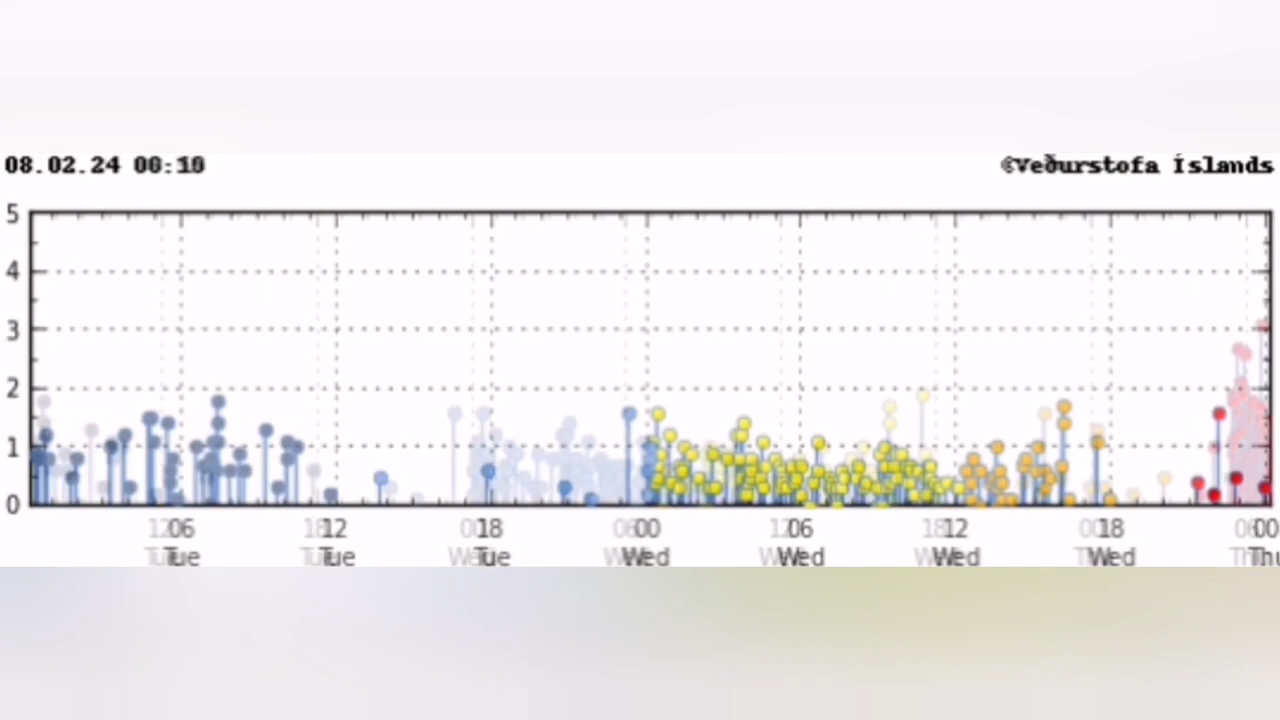 08.02.24 00:10
©Veðurstofa Íslands
5
4
3
2
1
0
06 12 18 00 06 12 18 00
Tue Tue Tue Wed Wed Wed Wed Thu